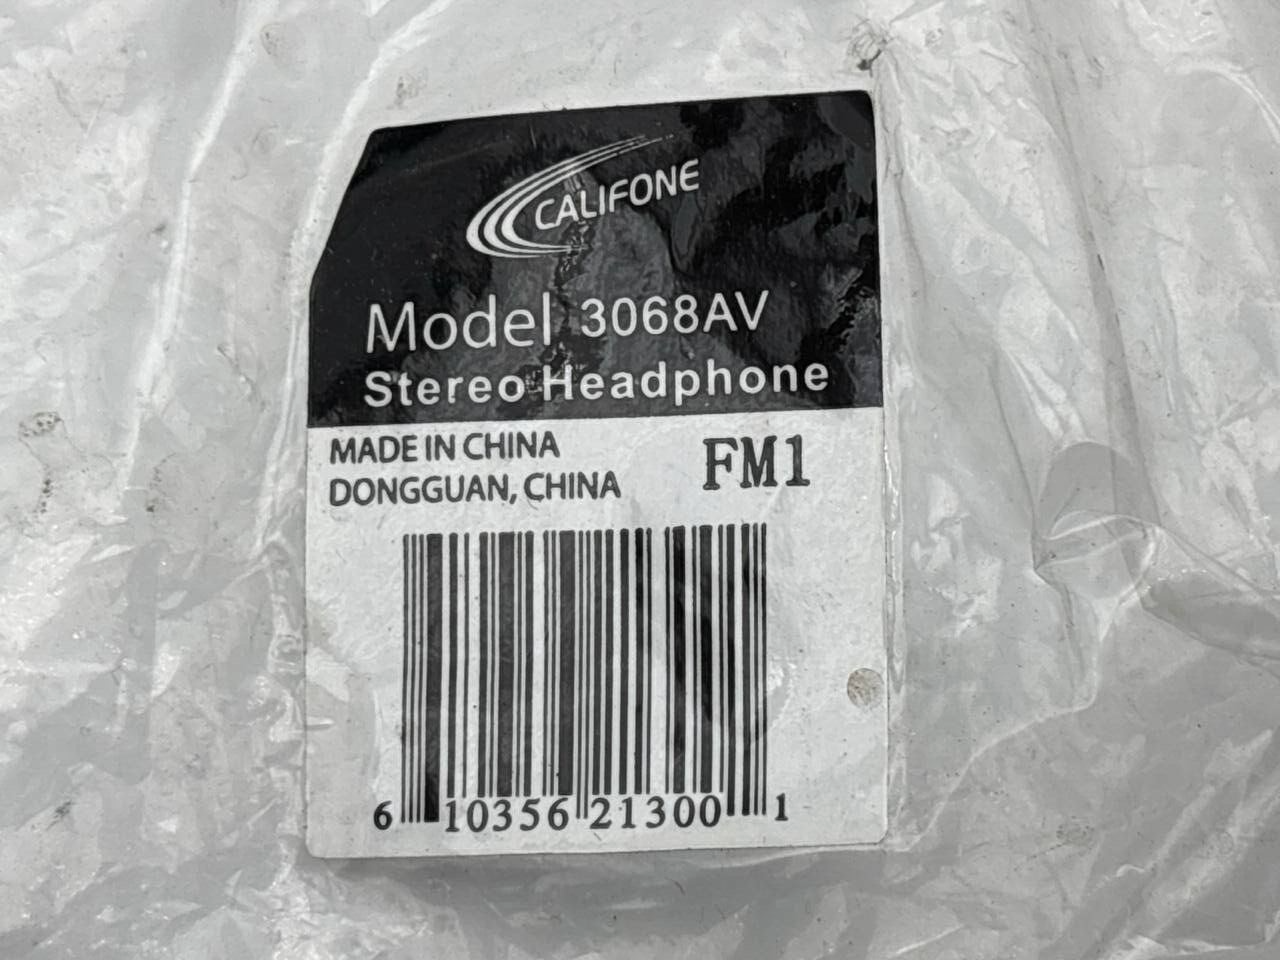 CALIFONE
Model 3068AV
Stereo Headphone
MADE IN CHINA
DONGGUAN, CHINA
FM1
6 10356 21300 1